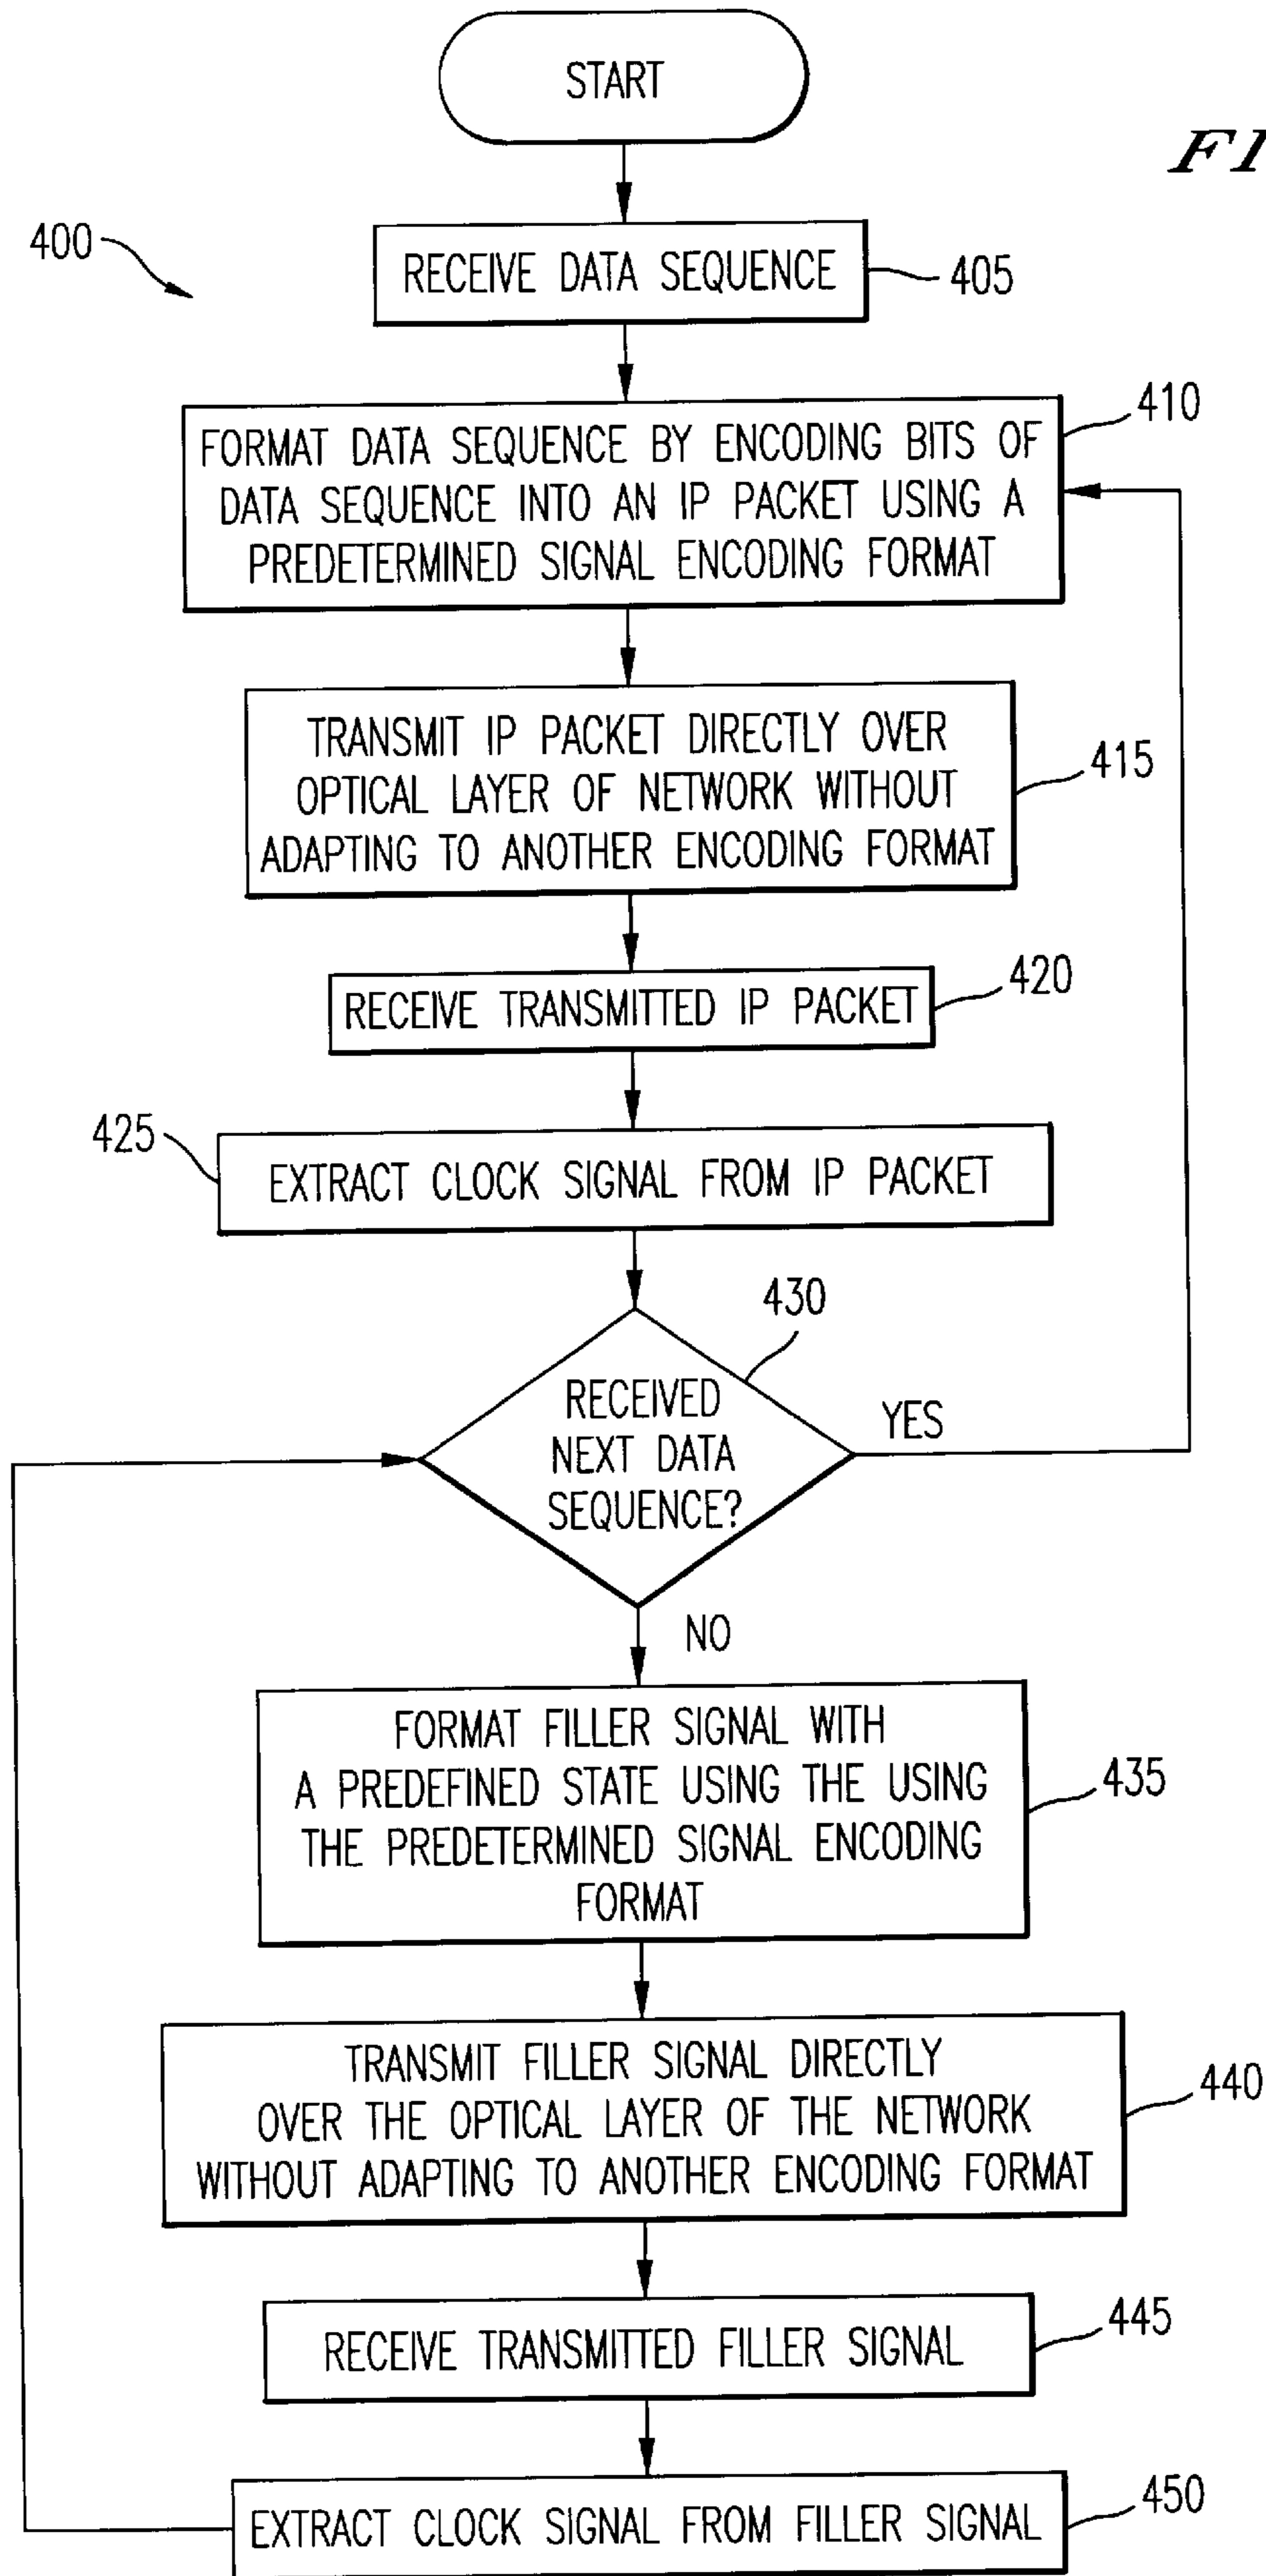 START
FI
400
RECEIVE DATA SEQUENCE
405
410
FORMAT DATA SEQUENCE BY ENCODING BITS OF
DATA SEQUENCE INTO AN IP PACKET USING A
PREDETERMINED SIGNAL ENCODING FORMAT
TRANSMIT IP PACKET DIRECTLY OVER
OPTICAL LAYER OF NETWORK WITHOUT
ADAPTING TO ANOTHER ENCODING FORMAT
415
RECEIVE TRANSMITTED IP PACKET
420
425
EXTRACT CLOCK SIGNAL FROM IP PACKET
430
RECEIVED
NEXT DATA
SEQUENCE?
YES
NO
FORMAT FILLER SIGNAL WITH
A PREDEFINED STATE USING THE USING
THE PREDETERMINED SIGNAL ENCODING
FORMAT
435
TRANSMIT FILLER SIGNAL DIRECTLY
OVER THE OPTICAL LAYER OF THE NETWORK
WITHOUT ADAPTING TO ANOTHER ENCODING FORMAT
440
RECEIVE TRANSMITTED FILLER SIGNAL
445
EXTRACT CLOCK SIGNAL FROM FILLER SIGNAL
450